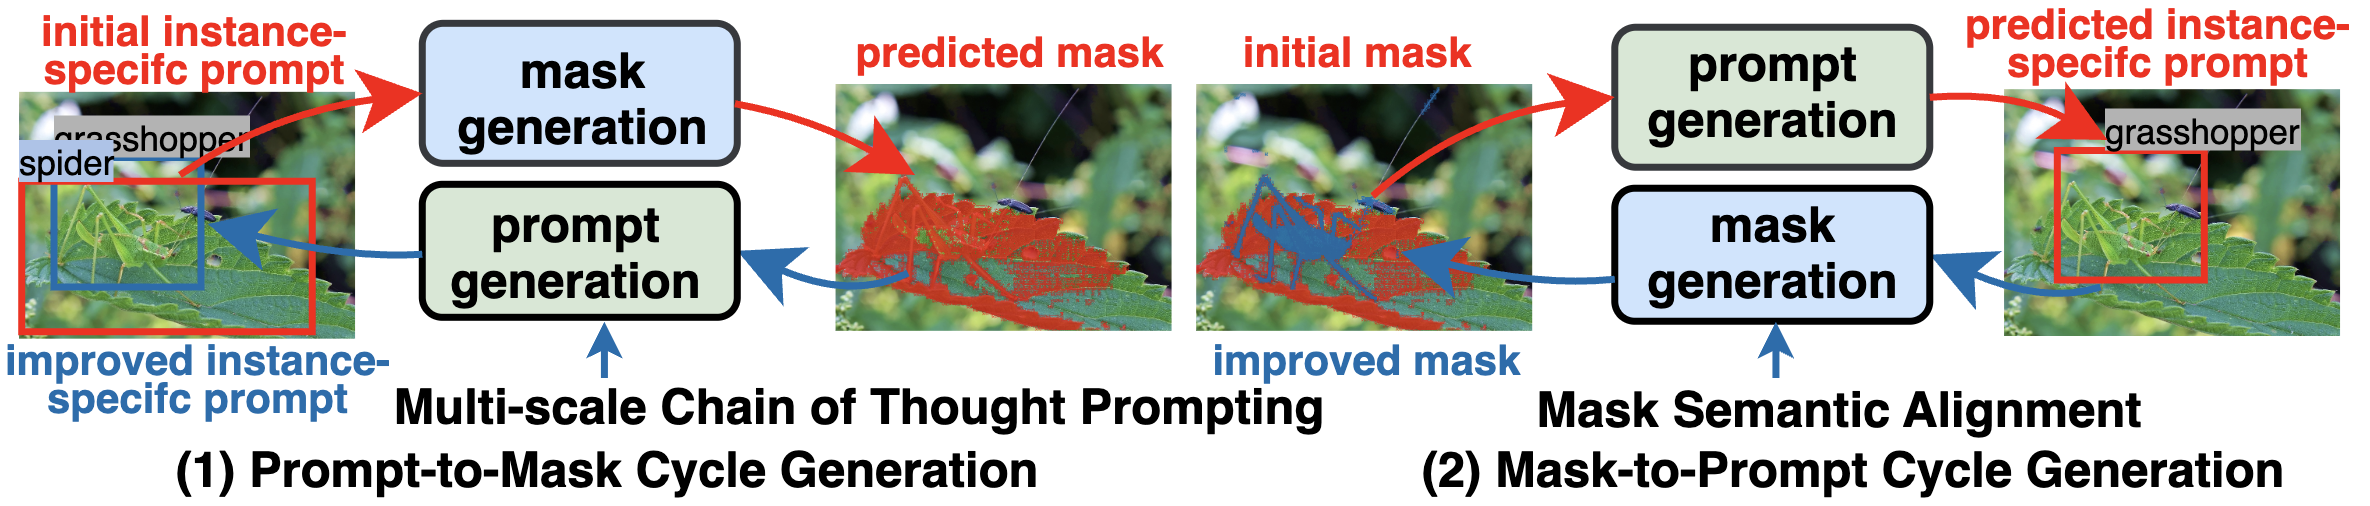 initial instance-
specifc prompt
grasshopper
spider
mask
generation
prompt
generation
improved instance-
specifc prompt
predicted mask
Multi-scale Chain of Thought Prompting
(1) Prompt-to-Mask Cycle Generation
initial mask
improved mask
prompt
generation
mask
generation
predicted instance-
specifc prompt
grasshopper
Mask Semantic Alignment
(2) Mask-to-Prompt Cycle Generation